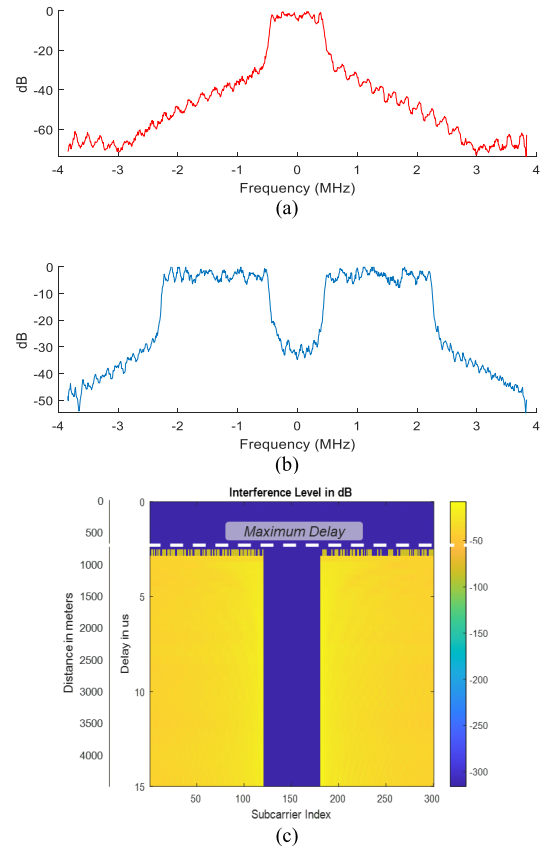 0
-20
-40
-60
dB
-4 -3 -2 -1 0 1 2 3 4
Frequency (MHz)
(a)
0
-10
-20
-30
-40
-50
dB
-4 -3 -2 -1 0 1 2 3 4
Frequency (MHz)
(b)
Interference Level in dB
0
500
1000
1500
2000
2500
3000
3500
4000
Distance in meters
0
5
10
15
Delay in us
Maximum Delay
50 100 150 200 250 300
Subcarrier Index
-50
-100
-150
-200
-250
-300
(c)